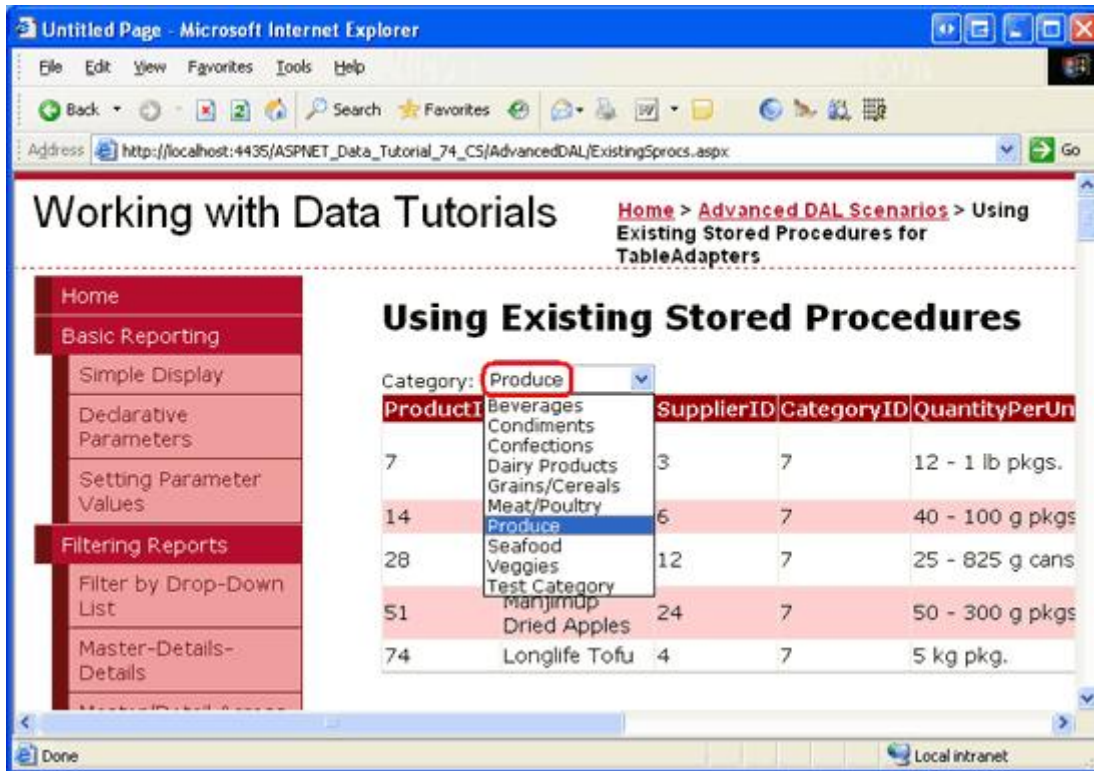 Untitled Page - Microsoft Internet Explorer
File Edit View Favorites Tools Help
Back Search Favorites
Address http://localhost:4435/ASPNET_Data_Tutorial_74_CS/AdvancedDAL/ExistingSprocs.aspx Go
Working with Data Tutorials
Home > Advanced DAL Scenarios > Using
Existing Stored Procedures for
TableAdapters
Home
Basic Reporting
Simple Display
Declarative
Parameters
Setting Parameter
Values
Filtering Reports
Filter by Drop-Down
List
Master-Details-
Details
Using Existing Stored Procedures
Category: Produce
Beverages
Condiments
Confections
Dairy Products
Grains/Cereals
Meat/Poultry
Produce
Seafood
Veggies
Test Category
ProductI SupplierID CategoryID QuantityPerUn
7 3 7 12 - 1 lb pkgs.
14 6 7 40 - 100 g pkgs
28 12 7 25 - 825 g cans
51 Manjimup
Dried Apples 24 7 50 - 300 g pkgs
74 Longlife Tofu 4 7 5 kg pkg.
Done Local intranet